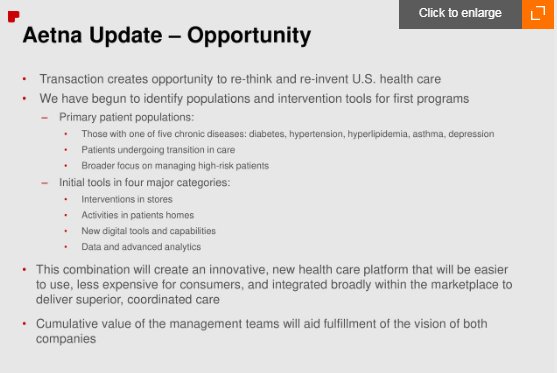 Click to enlarge
Aetna Update – Opportunity
• Transaction creates opportunity to re-think and re-invent U.S. health care
• We have begun to identify populations and intervention tools for first programs
– Primary patient populations:
• Those with one of five chronic diseases: diabetes, hypertension, hyperlipidemia, asthma, depression
• Patients undergoing transition in care
• Broader focus on managing high-risk patients
– Initial tools in four major categories:
• Interventions in stores
• Activities in patients homes
• New digital tools and capabilities
• Data and advanced analytics
• This combination will create an innovative, new health care platform that will be easier
to use, less expensive for consumers, and integrated broadly within the marketplace to
deliver superior, coordinated care
• Cumulative value of the management teams will aid fulfillment of the vision of both
companies